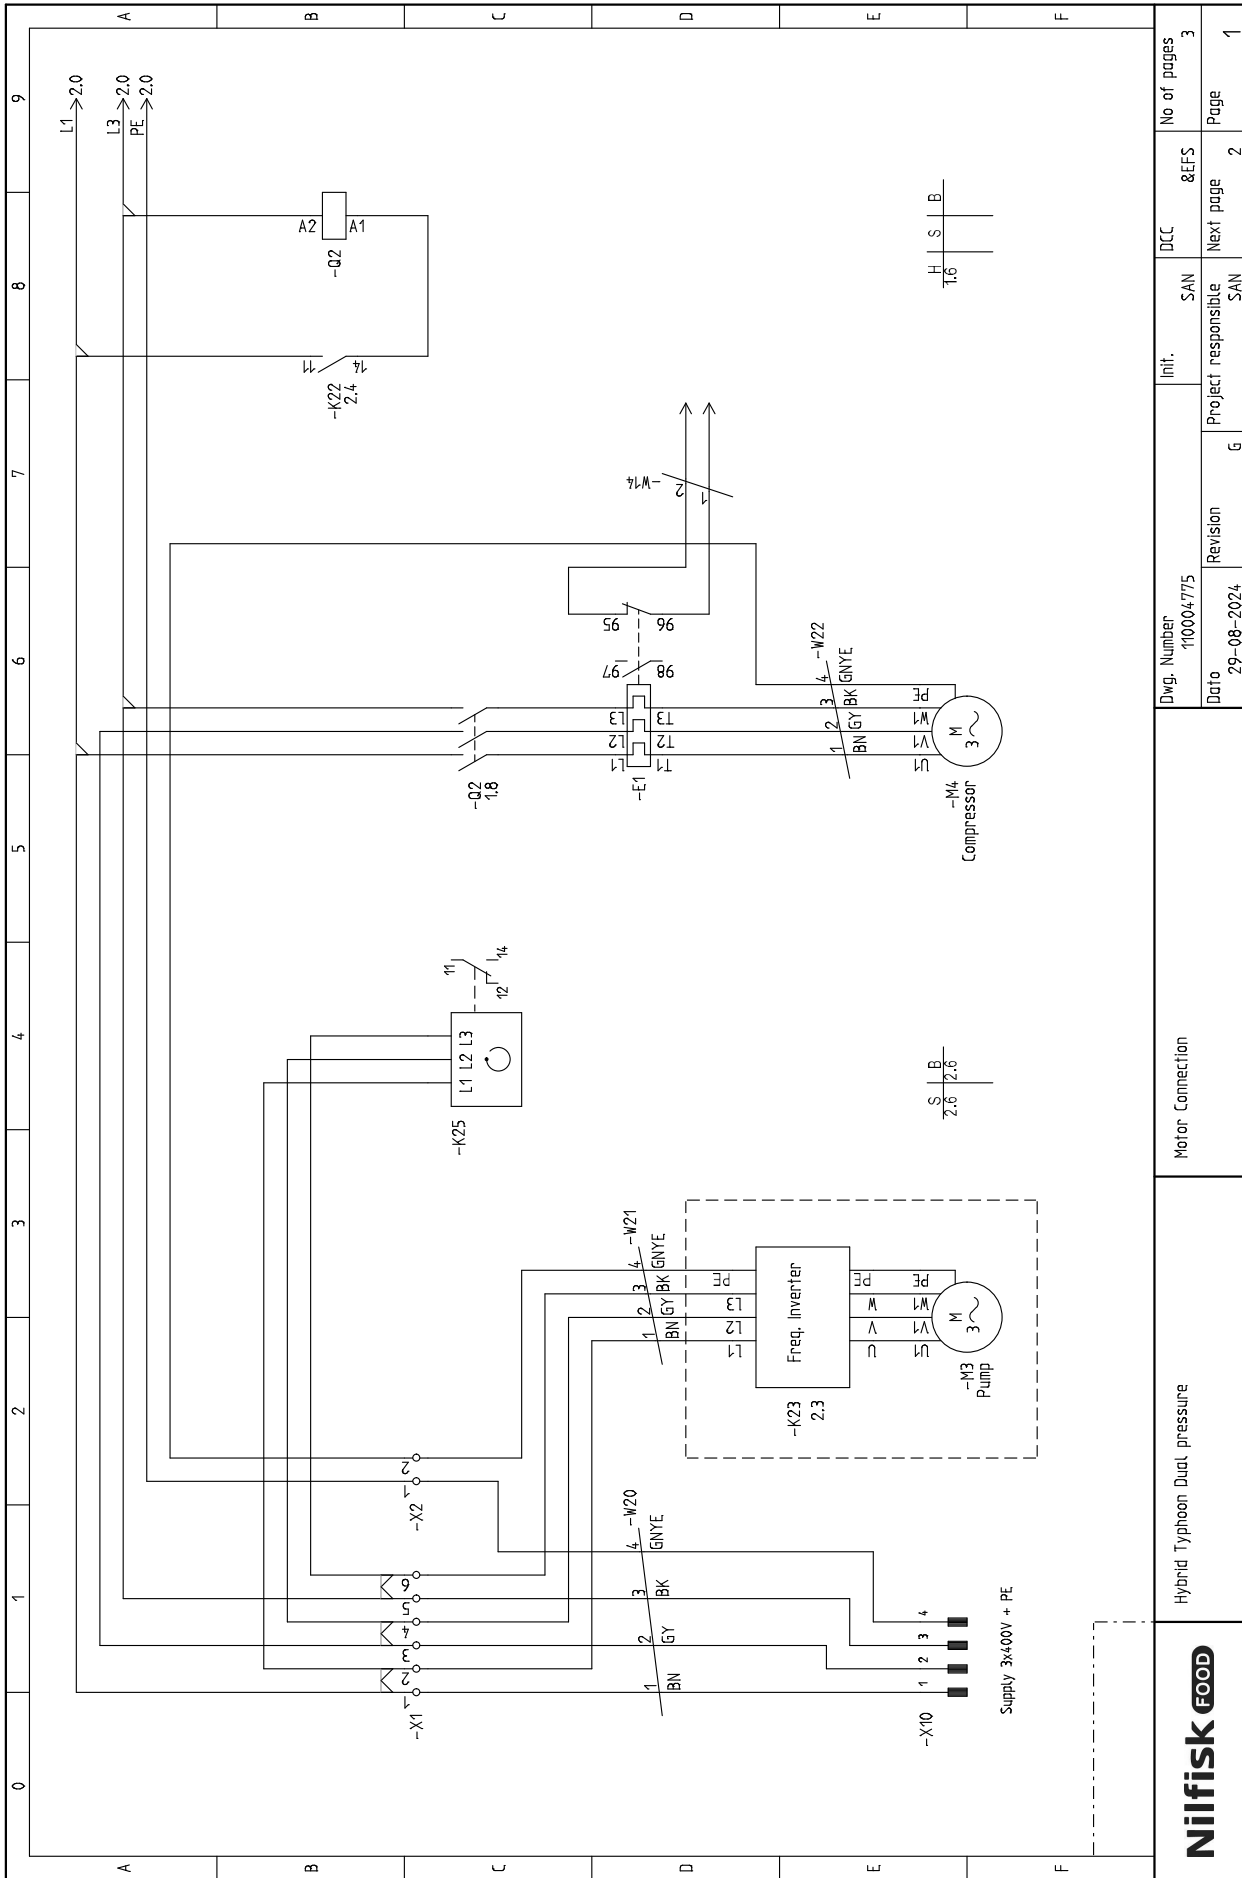 0 1 2 3 4 5 6 7 8 9
A
B
C
D
E
F
A
B
C
D
E
F
L1 2.0
L3 2.0
PE 2.0
-X1
1 2 3 4 5 6
-X2
1 2
-W20
1 2 3 4
BN GY BK GNYE
-X10
1 2 3 4
Supply 3x400V + PE
-W21
1 2 3 4
BN GY BK GNYE
L1 L2 L3 PE
-K23
2.3
Freq. Inverter
U V W PE
U1 V1 W1 PE
-M3
Pump
M
3
-K25
L1 L2 L3
11
12
14
S B
2.6 2.6
-Q2
1.8
-E1
L1 L2 L3
T1 T2 T3
97
98
95
96
-W14
2
1
-W22
1 2 3 4
BN GY BK GNYE
U1 V1 W1 PE
-M4
Compressor
M
3
-K22
2.4
11
14
-Q2
A2
A1
H S B
1.6
Nilfisk FOOD
Hybrid Typhoon Dual pressure
Motor Connection
Dwg. Number
110004775
Init.
SAN
DCC
&EFS
No of pages
3
Dato
29-08-2024
Revision
G
Project responsible
SAN
Next page
2
Page
1